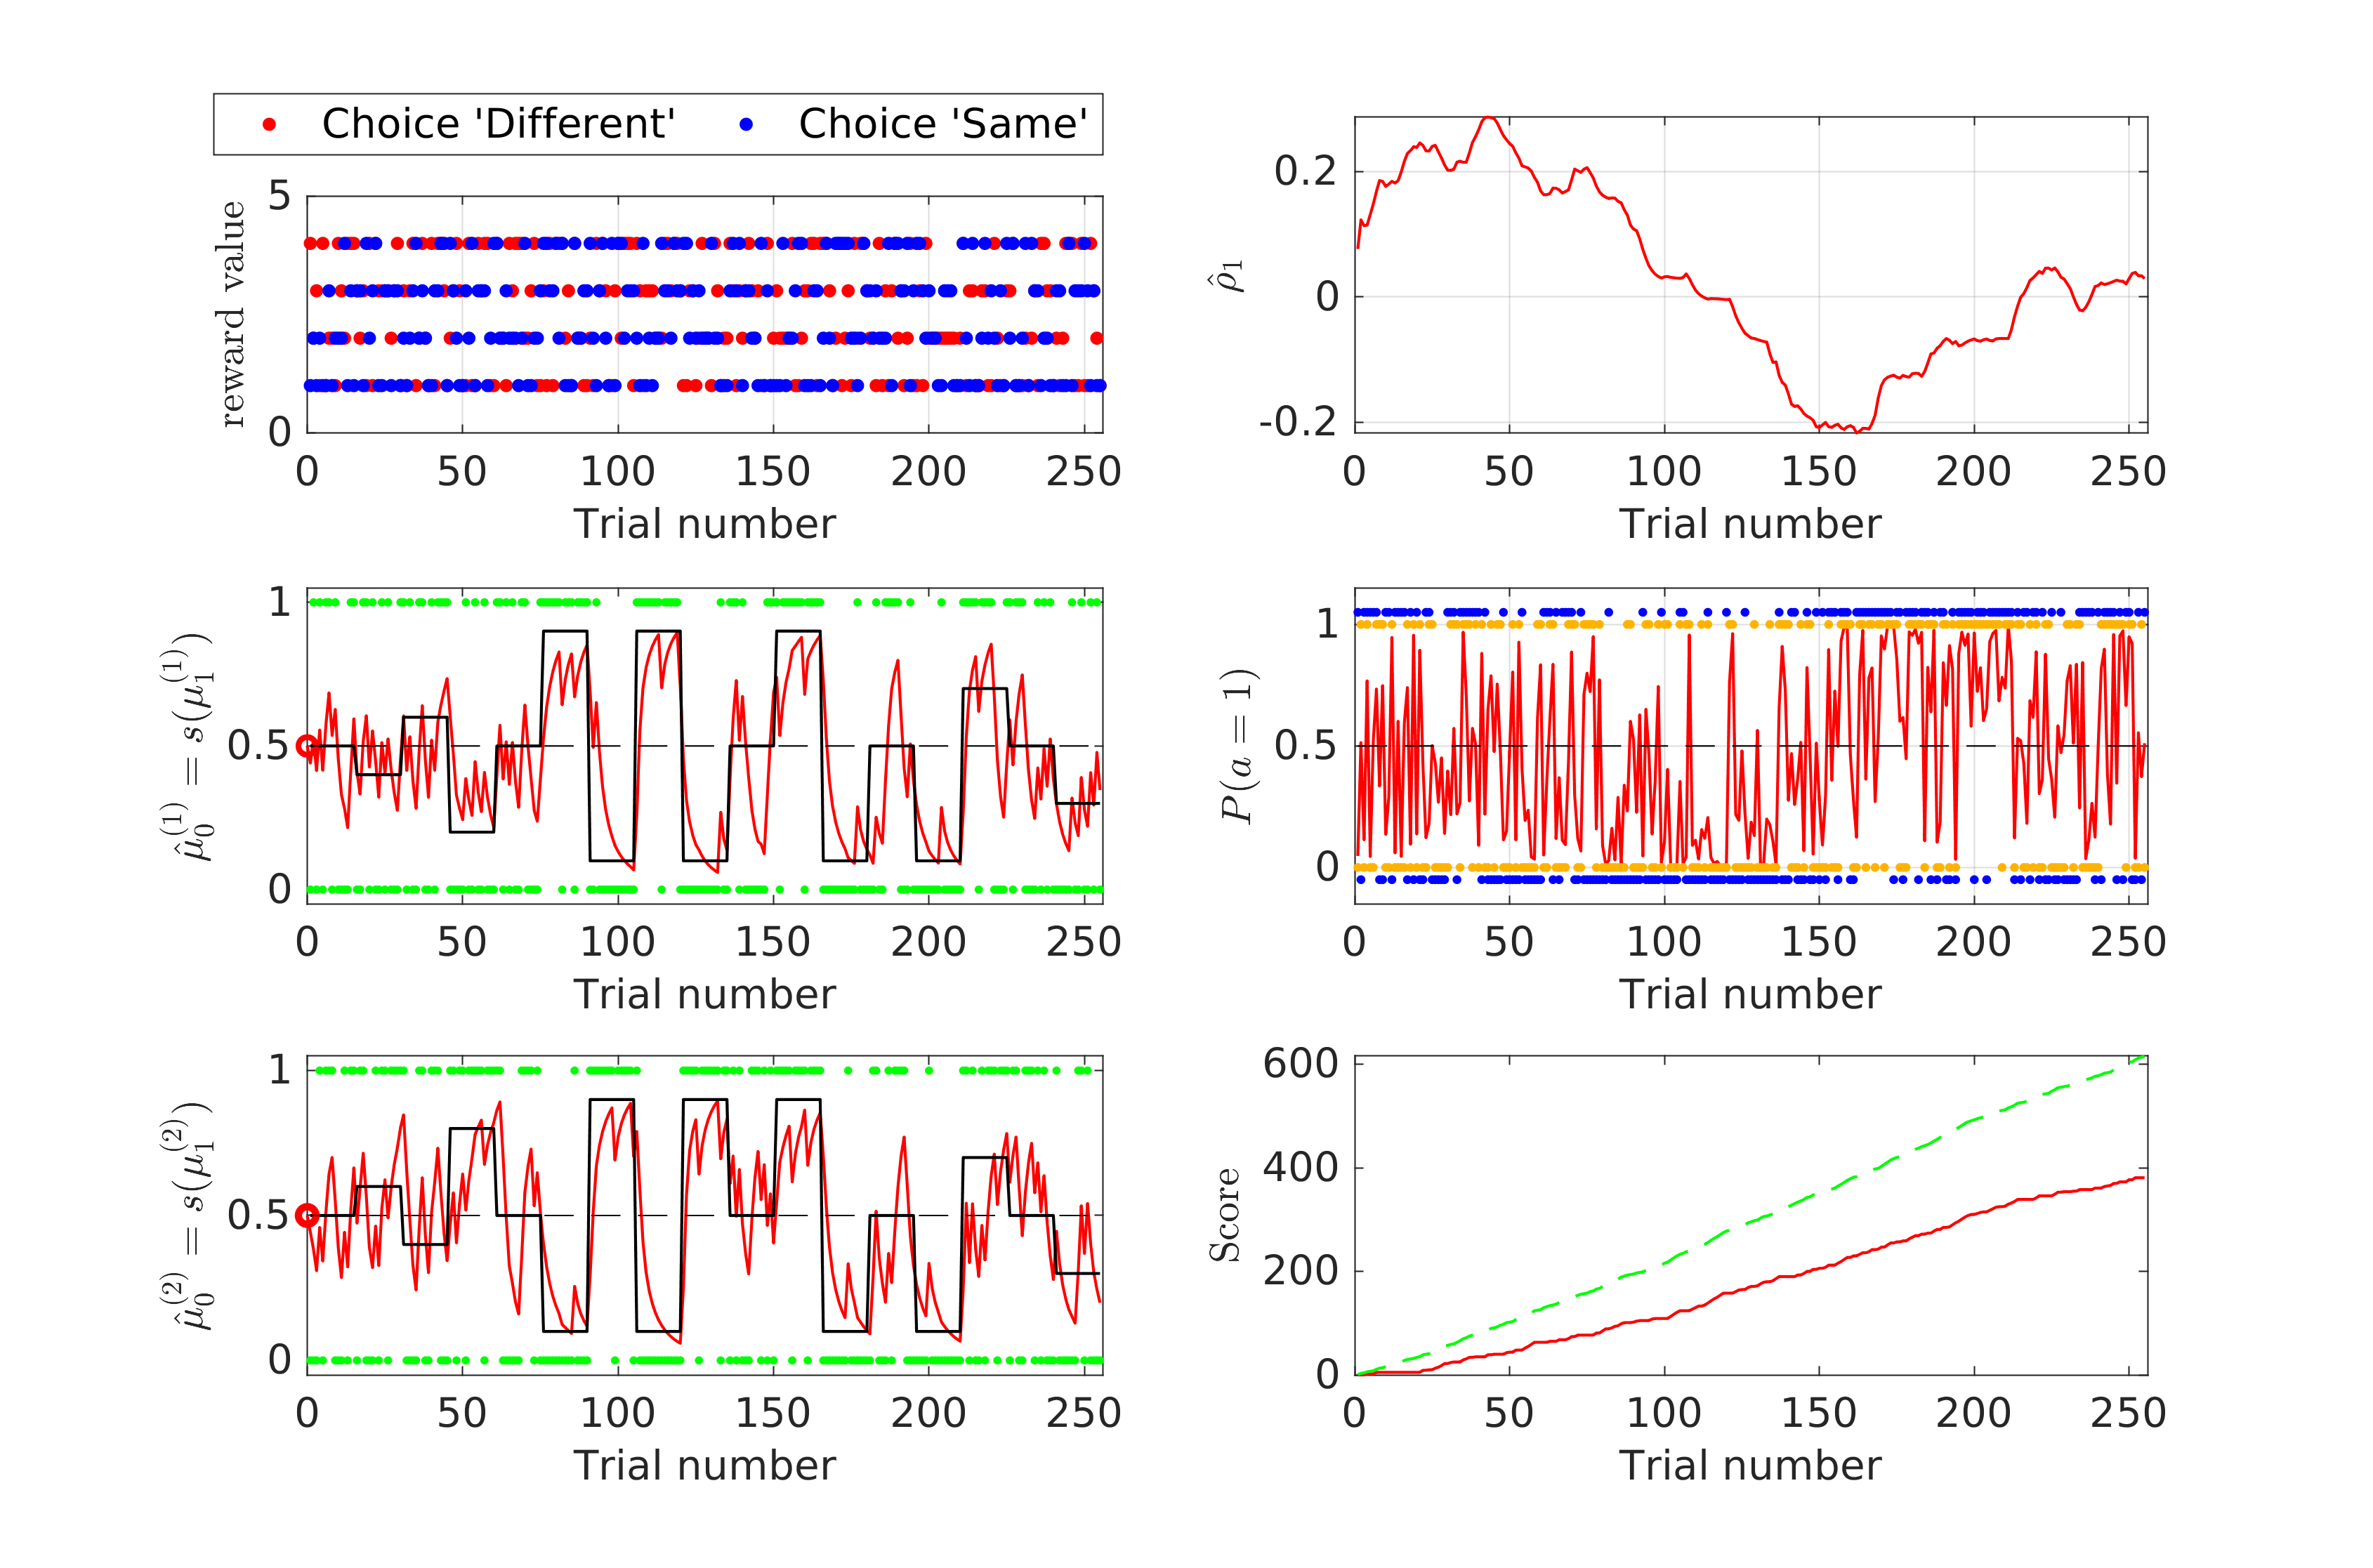 Choice 'Different' Choice 'Same'
5
0
reward value
0 50 100 150 200 250
Trial number
0.2
0
-0.2
ρ̂₁
0 50 100 150 200 250
Trial number
1
0.5
0
μ̂₀⁽¹⁾ = s(μ₁⁽¹⁾)
0 50 100 150 200 250
Trial number
1
0.5
0
P(a = 1)
0 50 100 150 200 250
Trial number
1
0.5
0
μ̂₀⁽²⁾ = s(μ₁⁽²⁾)
0 50 100 150 200 250
Trial number
600
400
200
0
Score
0 50 100 150 200 250
Trial number